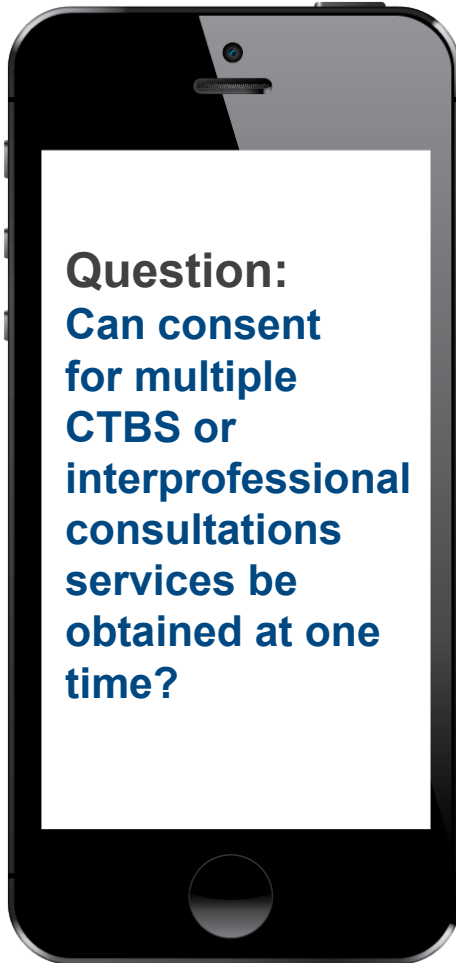 Question:
Can consent
for multiple
CTBS or
interprofessional
consultations
services be
obtained at one
time?